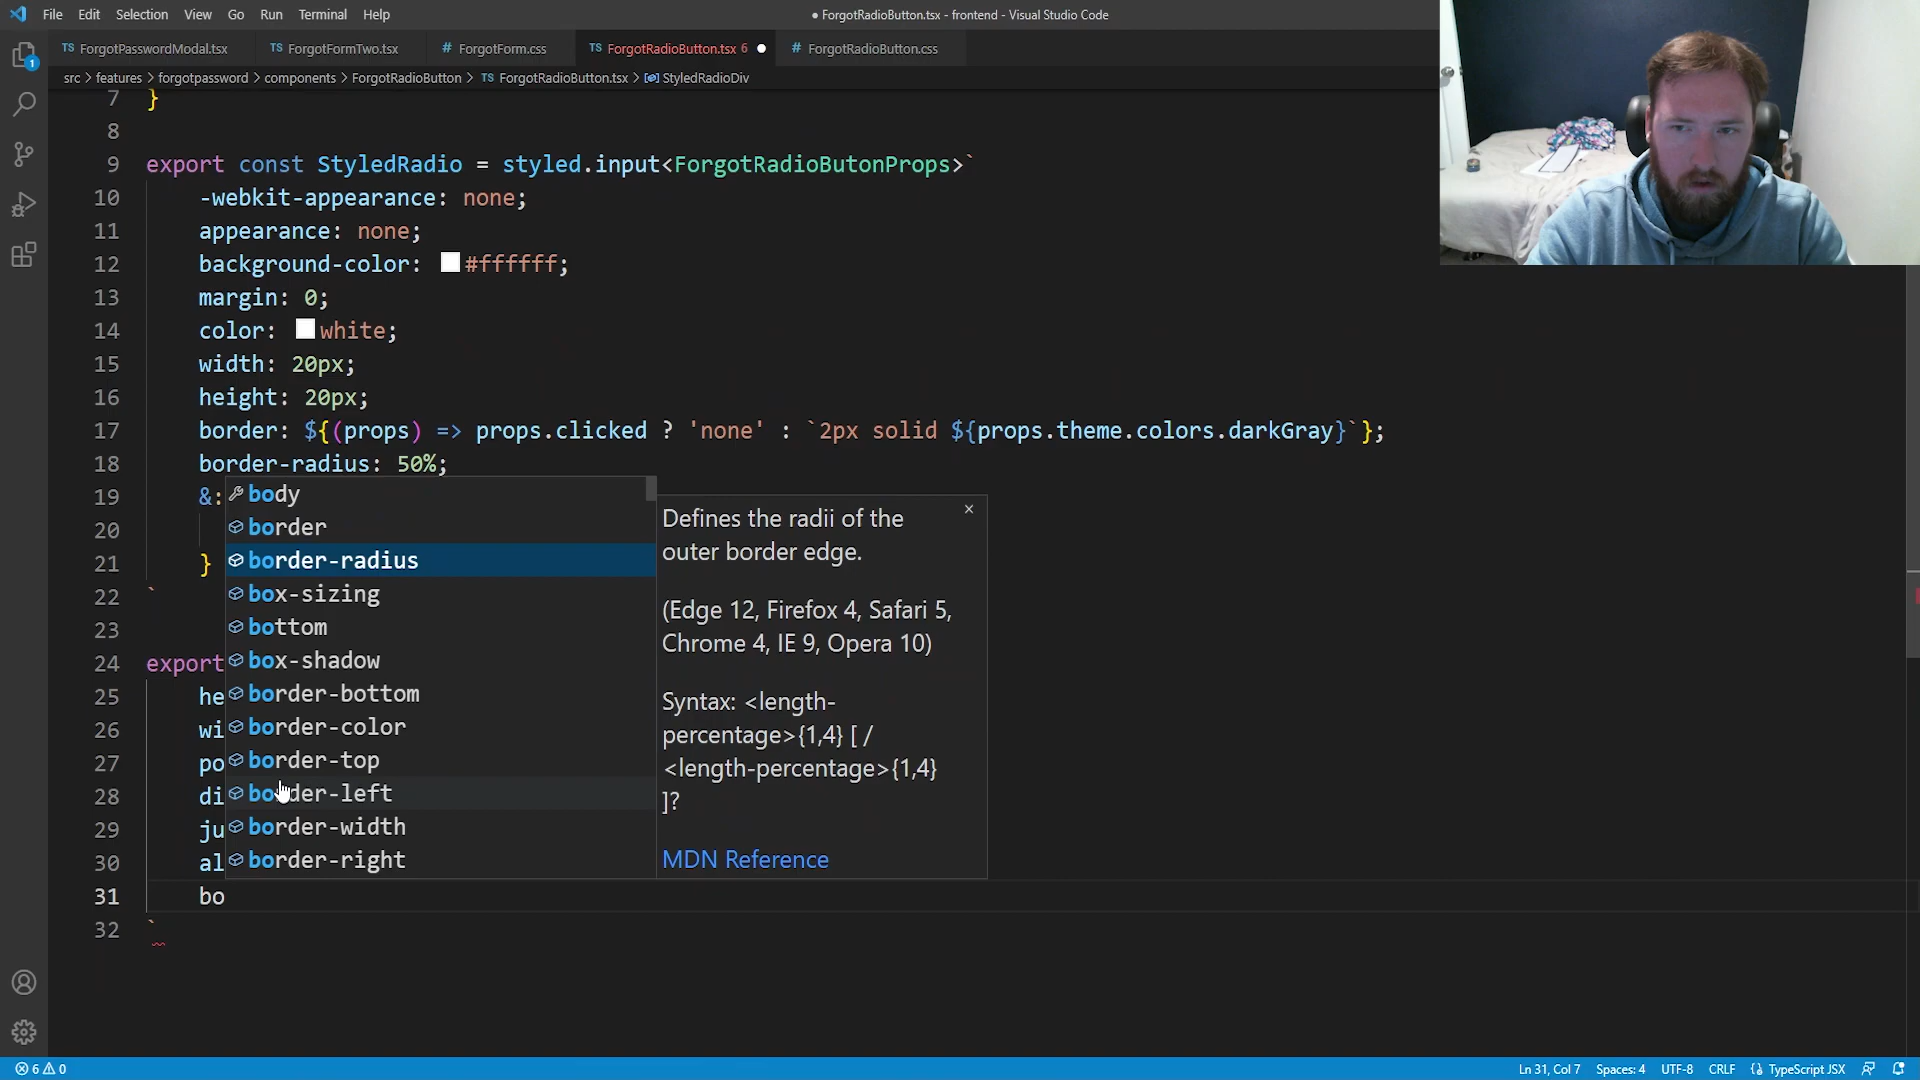 File Edit Selection View Go Run Terminal Help
● ForgotRadioButton.tsx - frontend - Visual Studio Code
TS ForgotPasswordModal.tsx TS ForgotFormTwo.tsx # ForgotForm.css TS ForgotRadioButton.tsx 6 ● # ForgotRadioButton.css
src > features > forgotpassword > components > ForgotRadioButton > TS ForgotRadioButton.tsx > StyledRadioDiv
1
7 }
8
9 export const StyledRadio = styled.input<ForgotRadioButonProps>`
10 -webkit-appearance: none;
11 appearance: none;
12 background-color: #ffffff;
13 margin: 0;
14 color: white;
15 width: 20px;
16 height: 20px;
17 border: ${(props) => props.clicked ? 'none' : `2px solid ${props.theme.colors.darkGray}`};
18 border-radius: 50%;
19 &:
20
21 }
22 `
23
24 export
25 he
26 wi
27 po
28 di
29 ju
30 al
31 bo
32 `
body
border
border-radius
box-sizing
bottom
box-shadow
border-bottom
border-color
border-top
border-left
border-width
border-right
Defines the radii of the
outer border edge.
(Edge 12, Firefox 4, Safari 5,
Chrome 4, IE 9, Opera 10)
Syntax: <length-
percentage>{1,4} [ /
<length-percentage>{1,4}
]?
MDN Reference
6 0
Ln 31, Col 7 Spaces: 4 UTF-8 CRLF {} TypeScript JSX